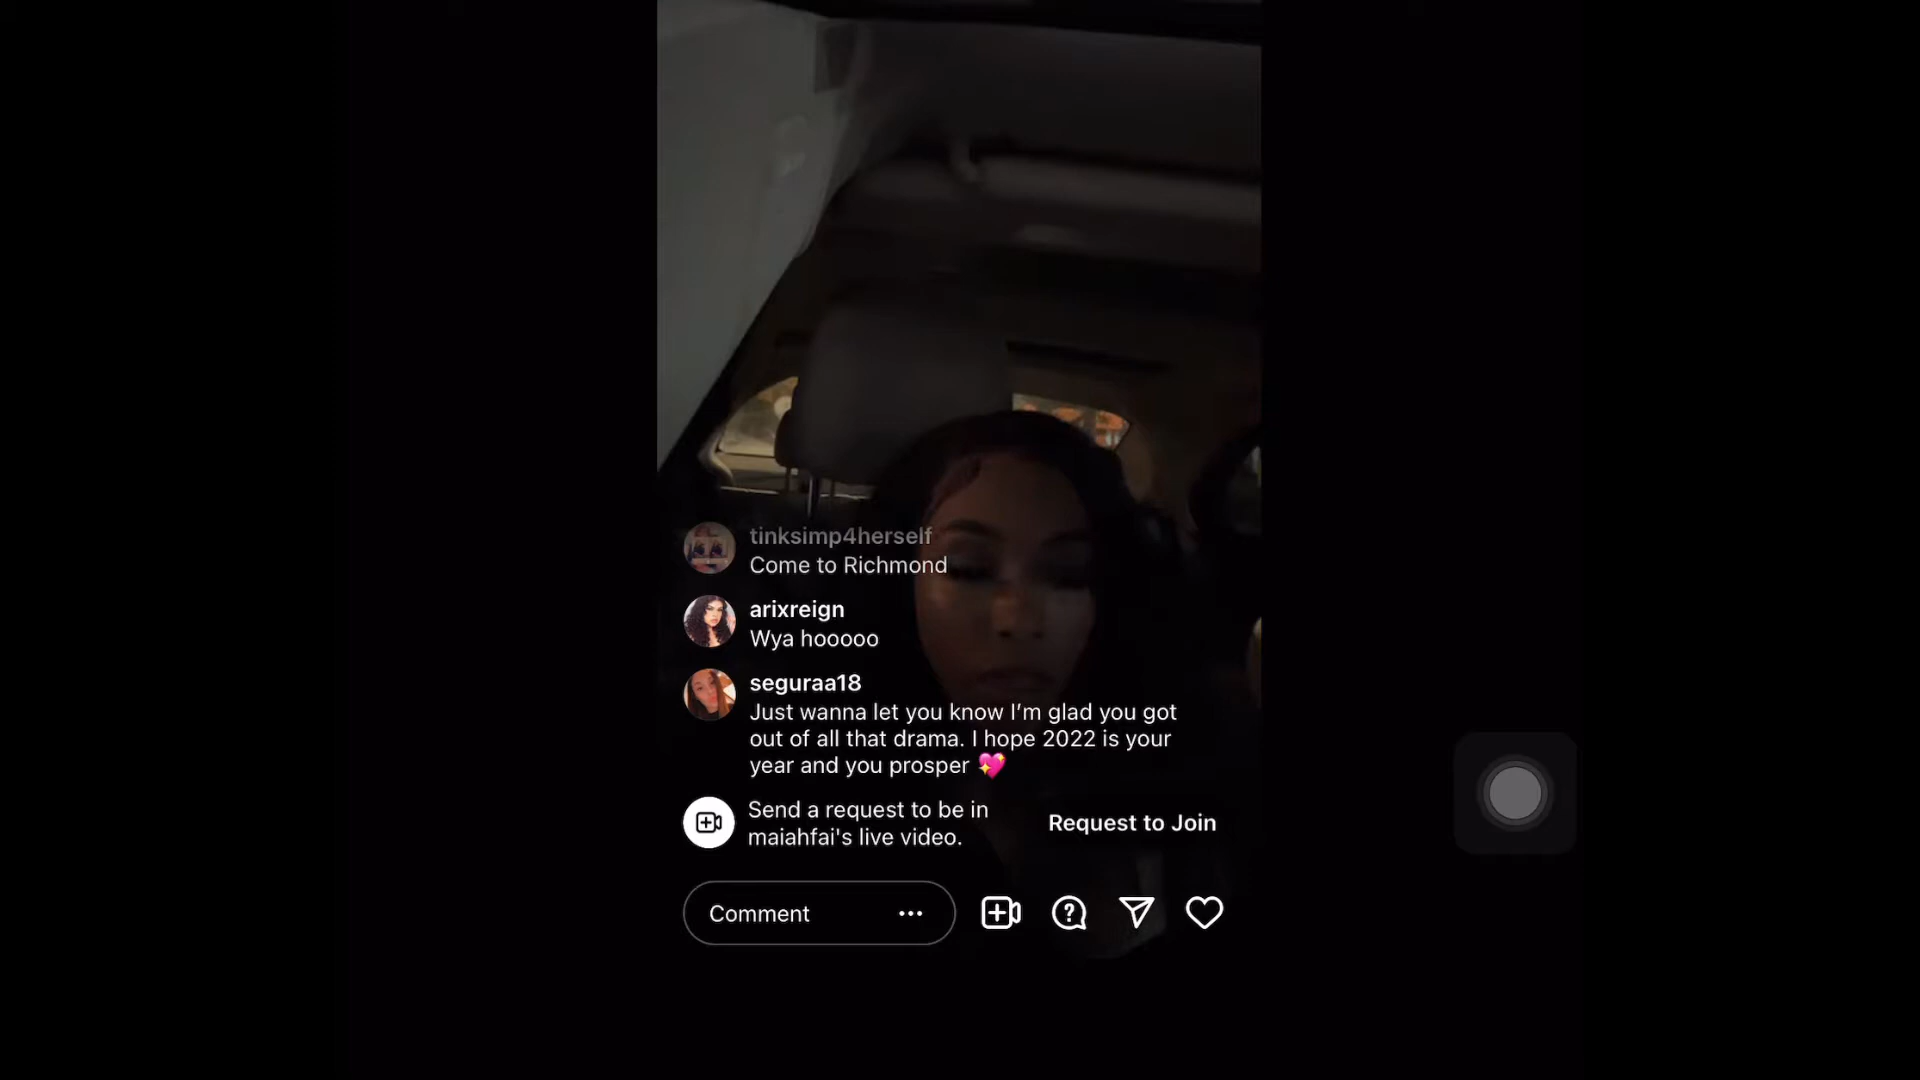 tinksimp4herself
Come to Richmond
arixreign
Wya hooooo
seguraa18
Just wanna let you know I’m glad you got
out of all that drama. I hope 2022 is your
year and you prosper 💖
Send a request to be in
maiahfai's live video.
Request to Join
Comment